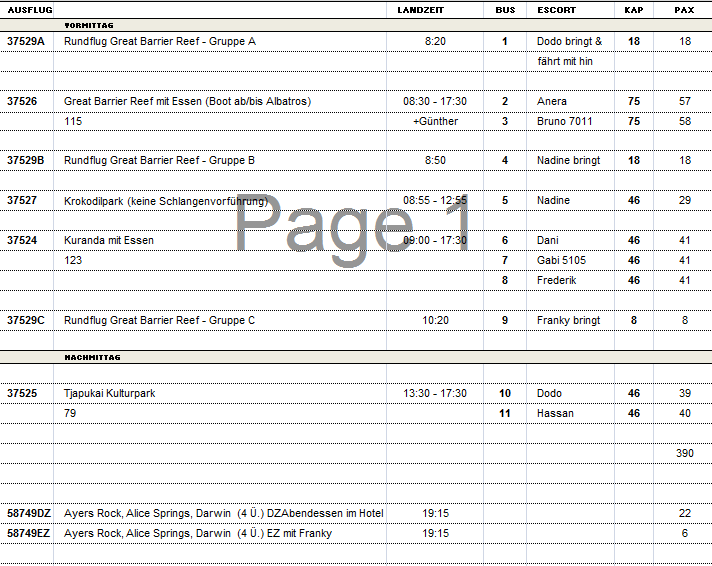 AUSFLUG LANDZEIT BUS ESCORT KAP PAX
VORMITTAG
37529A Rundflug Great Barrier Reef - Gruppe A 8:20 1 Dodo bringt & 18 18
fährt mit hin
37526 Great Barrier Reef mit Essen (Boot ab/bis Albatros) 08:30 - 17:30 2 Anera 75 57
115 +Günther 3 Bruno 7011 75 58
37529B Rundflug Great Barrier Reef - Gruppe B 8:50 4 Nadine bringt 18 18
37527 Krokodilpark (keine Schlangenvorführung) 08:55 - 12:55 5 Nadine 46 29
Page 1
37524 Kuranda mit Essen 09:00 - 17:30 6 Dani 46 41
123 7 Gabi 5105 46 41
8 Frederik 46 41
37529C Rundflug Great Barrier Reef - Gruppe C 10:20 9 Franky bringt 8 8
NACHMITTAG
37525 Tjapukai Kulturpark 13:30 - 17:30 10 Dodo 46 39
79 11 Hassan 46 40
390
58749DZ Ayers Rock, Alice Springs, Darwin (4 Ü.) DZAbendessen im Hotel 19:15 22
58749EZ Ayers Rock, Alice Springs, Darwin (4 Ü.) EZ mit Franky 19:15 6